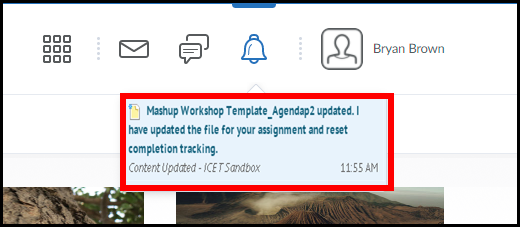 Bryan Brown
Mashup Workshop Template_Agendap2 updated. I
have updated the file for your assignment and reset
completion tracking.
Content Updated - ICET Sandbox 11:55 AM